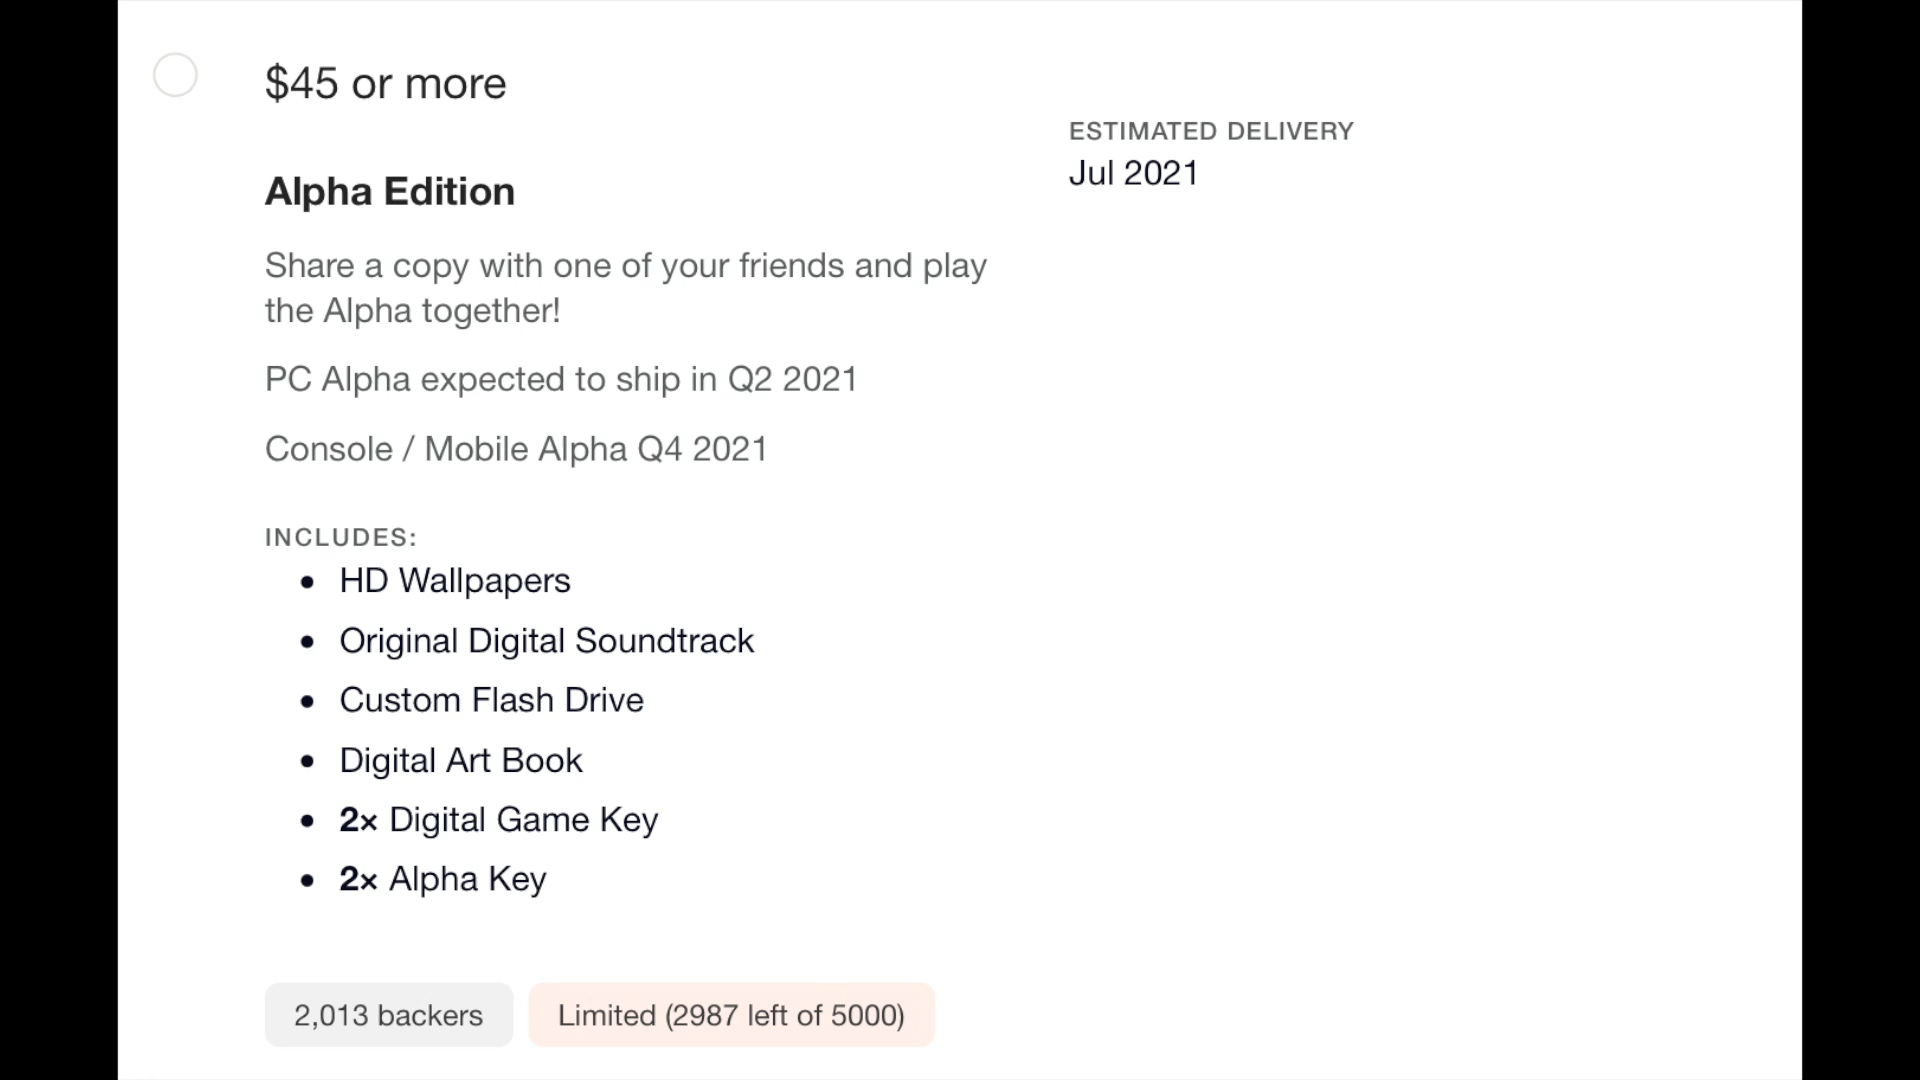 $45 or more
ESTIMATED DELIVERY
Jul 2021
Alpha Edition
Share a copy with one of your friends and play
the Alpha together!
PC Alpha expected to ship in Q2 2021
Console / Mobile Alpha Q4 2021
INCLUDES:
• HD Wallpapers
• Original Digital Soundtrack
• Custom Flash Drive
• Digital Art Book
• 2× Digital Game Key
• 2× Alpha Key
2,013 backers
Limited (2987 left of 5000)